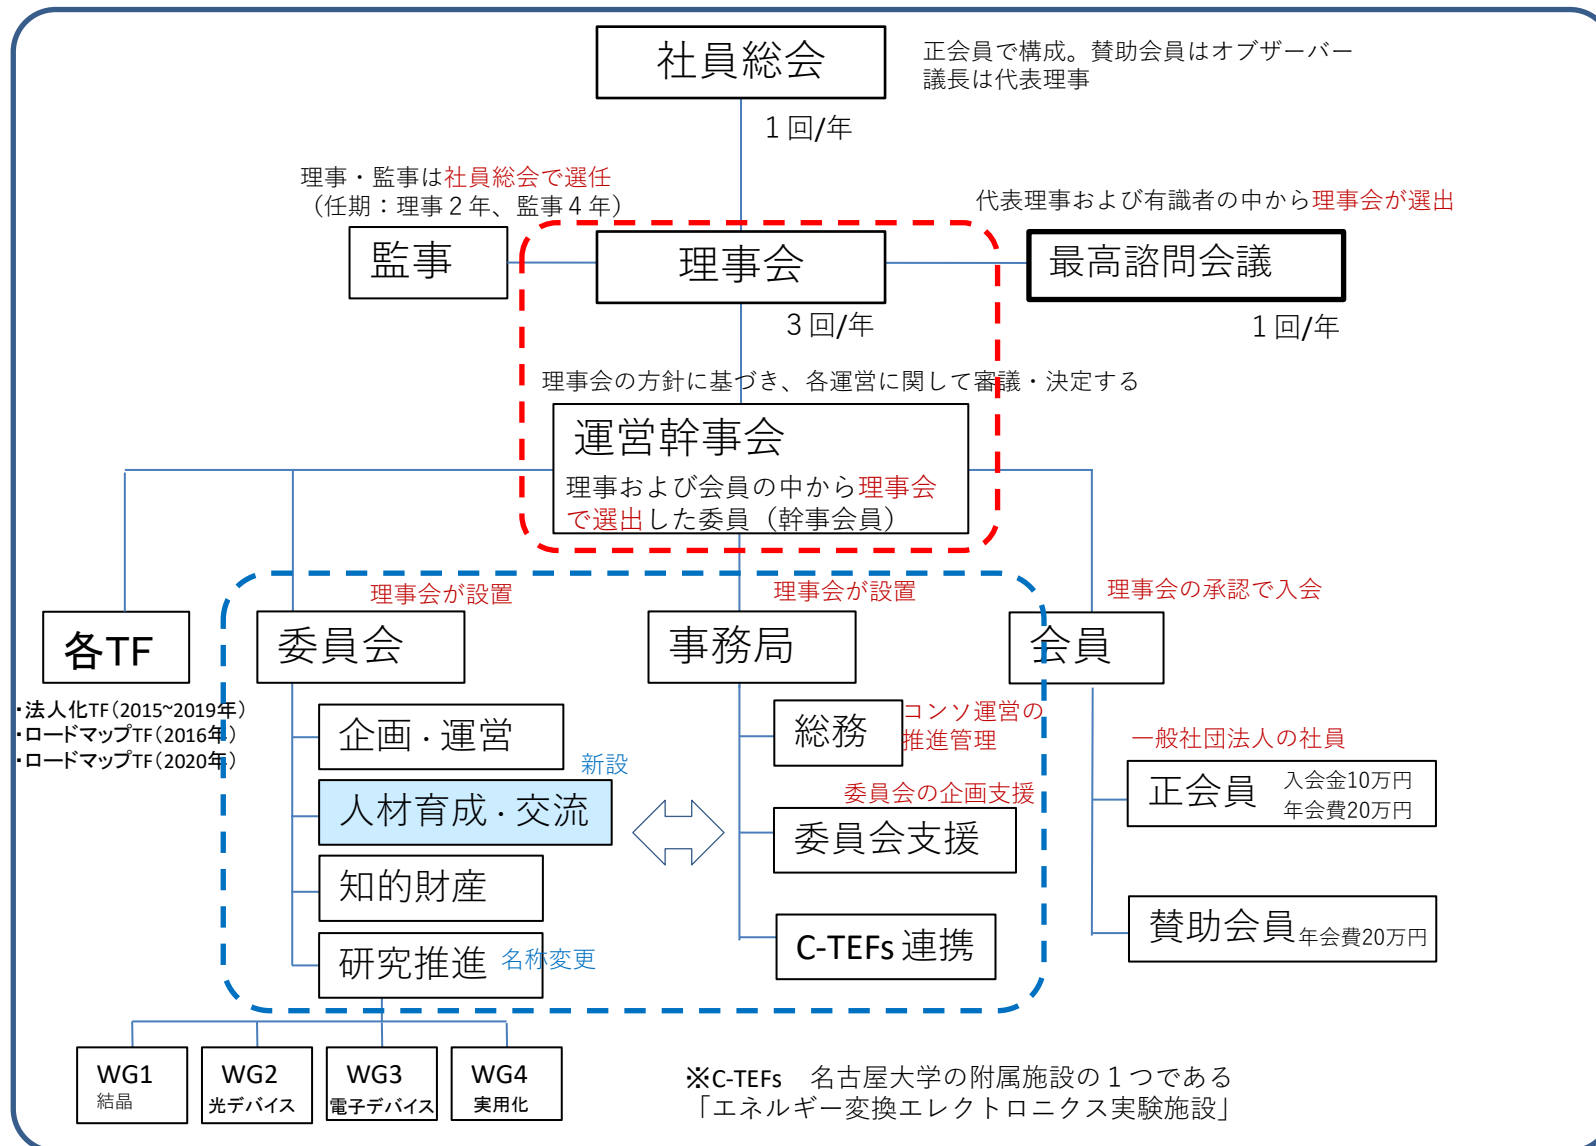 社員総会
正会員で構成。賛助会員はオブザーバー
議長は代表理事
1回/年
理事・監事は社員総会で選任
（任期：理事２年、監事４年）
代表理事および有識者の中から理事会が選出
監事
理事会
最高諮問会議
3回/年
1回/年
理事会の方針に基づき、各運営に関して審議・決定する
運営幹事会
理事および会員の中から理事会
で選出した委員（幹事会員）
理事会が設置
理事会が設置
理事会の承認で入会
各TF
委員会
事務局
会員
・法人化TF(2015~2019年)
・ロードマップTF(2016年)
・ロードマップTF(2020年)
企画・運営
新設
人材育成・交流
知的財産
研究推進
名称変更
総務
コンソ運営の
推進管理
委員会の企画支援
委員会支援
C-TEFs 連携
一般社団法人の社員
正会員
入会金10万円
年会費20万円
賛助会員
年会費20万円
WG1
結晶
WG2
光デバイス
WG3
電子デバイス
WG4
実用化
※C-TEFs　名古屋大学の附属施設の１つである
「エネルギー変換エレクトロニクス実験施設」